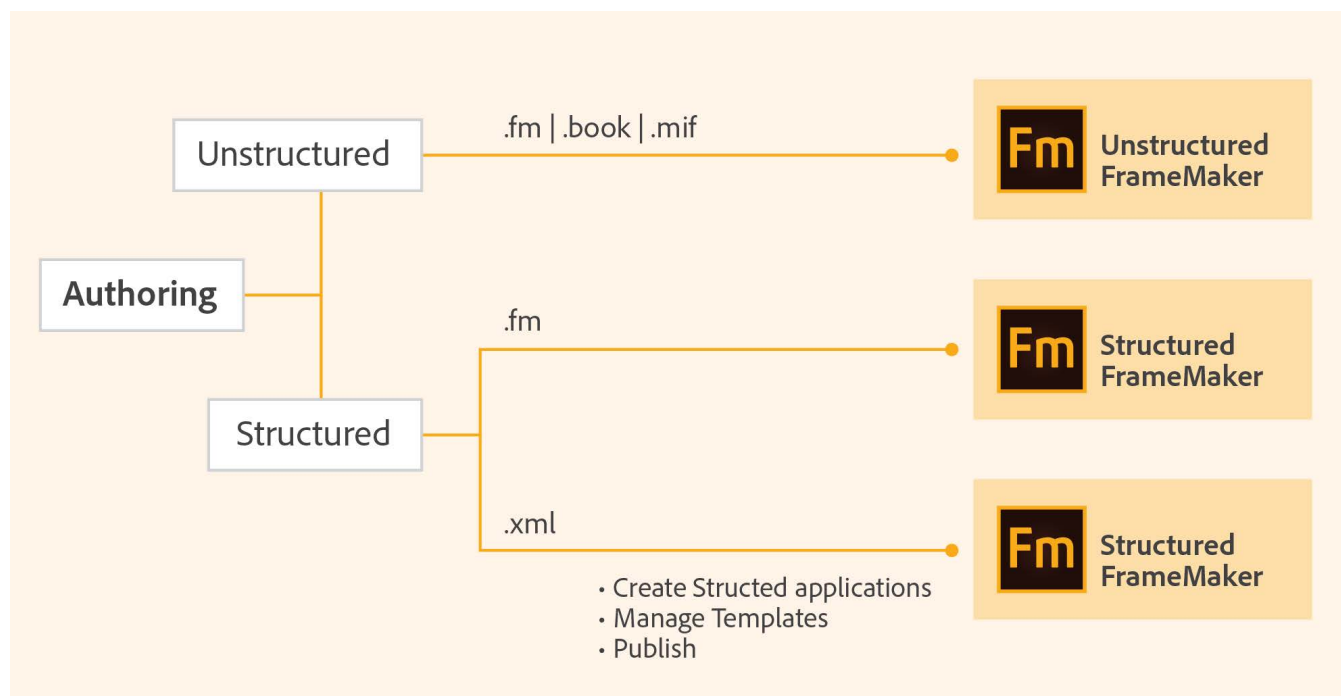 .fm | .book | .mif
Unstructured
Fm
Unstructured
FrameMaker
Authoring
.fm
Fm
Structured
FrameMaker
Structured
.xml
Fm
Structured
FrameMaker
• Create Structed applications
• Manage Templates
• Publish